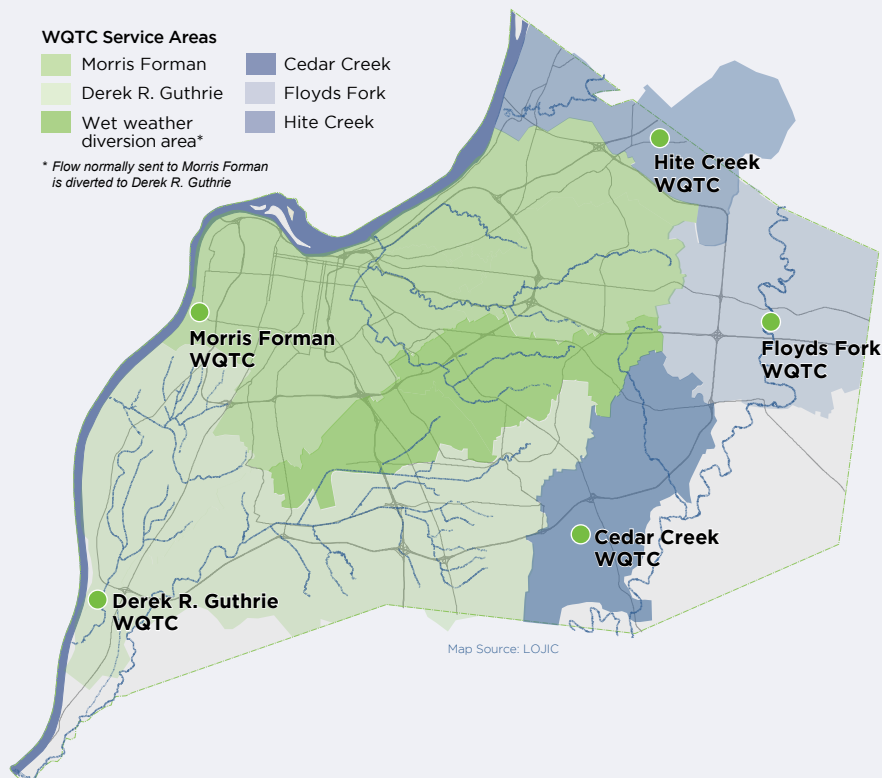 WQTC Service Areas
Morris Forman
Derek R. Guthrie
Wet weather
diversion area*
Cedar Creek
Floyds Fork
Hite Creek
* Flow normally sent to Morris Forman
is diverted to Derek R. Guthrie
Hite Creek
WQTC
Morris Forman
WQTC
Floyds Fork
WQTC
Cedar Creek
WQTC
Derek R. Guthrie
WQTC
Map Source: LOJIC